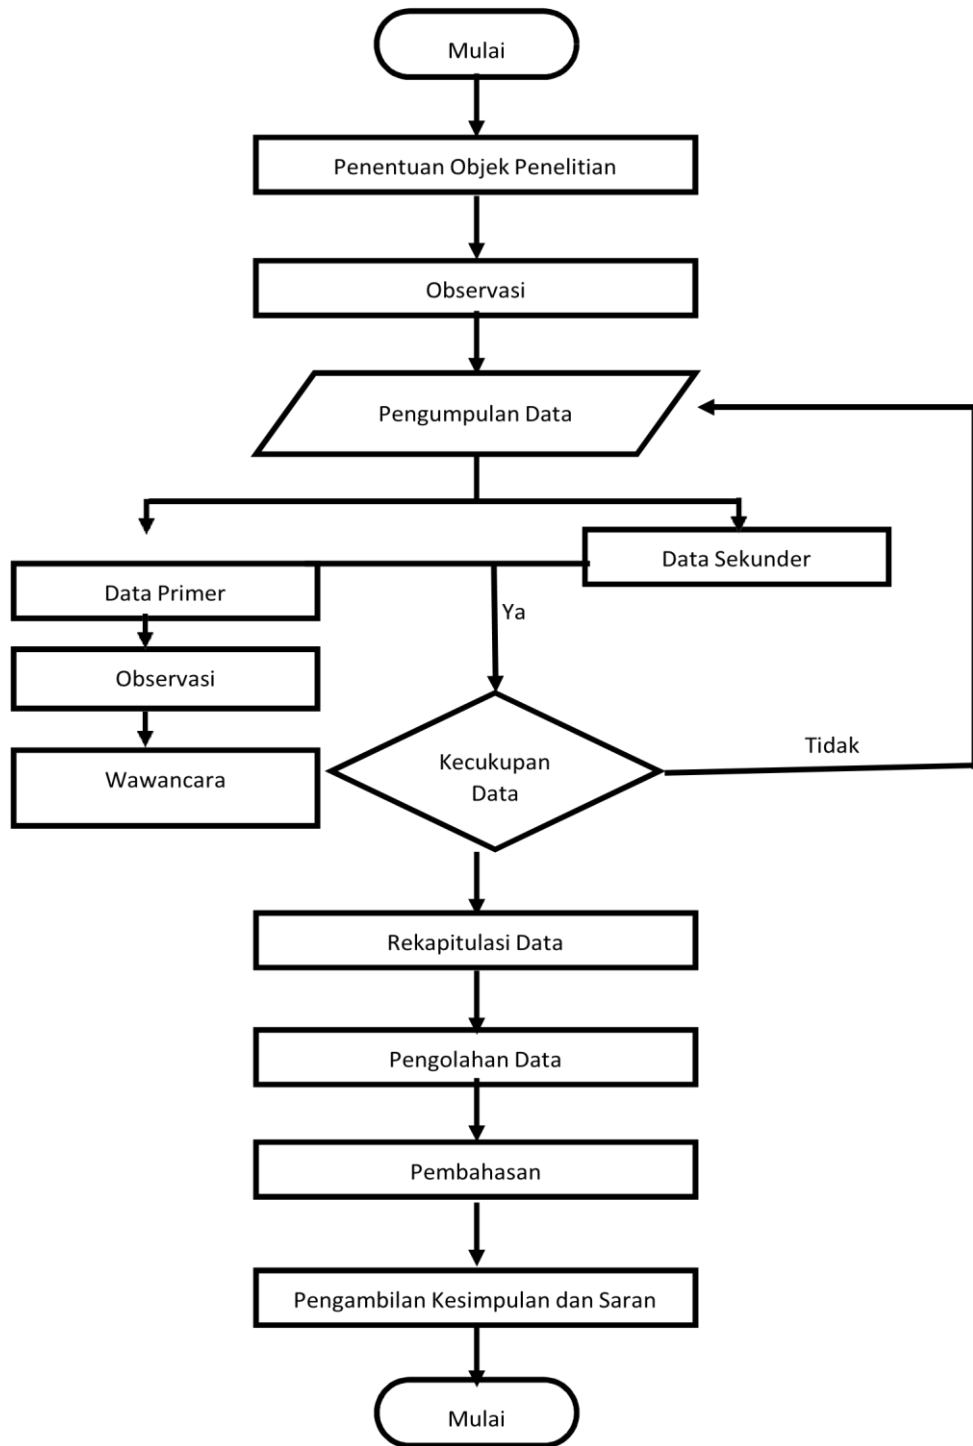 Mulai
Penentuan Objek Penelitian
Observasi
Pengumpulan Data
Data Sekunder
Data Primer
Ya
Observasi
Tidak
Kecukupan
Data
Wawancara
Rekapitulasi Data
Pengolahan Data
Pembahasan
Pengambilan Kesimpulan dan Saran
Mulai